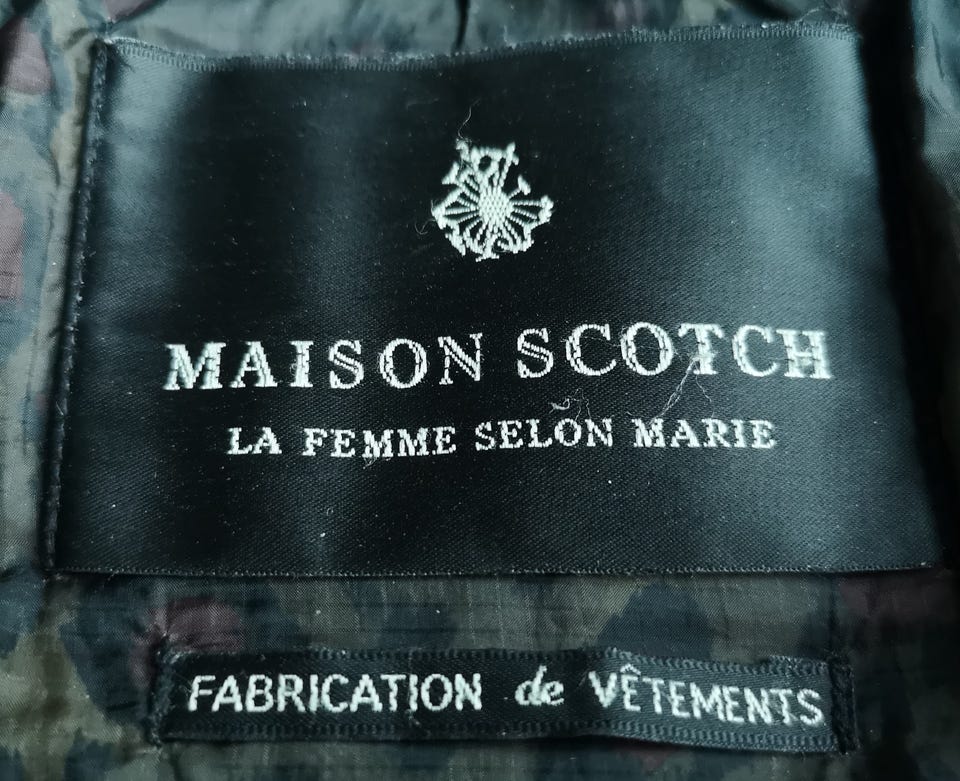 MAISON SCOTCH
LA FEMME SELON MARIE
FABRICATION de VÊTEMENTS